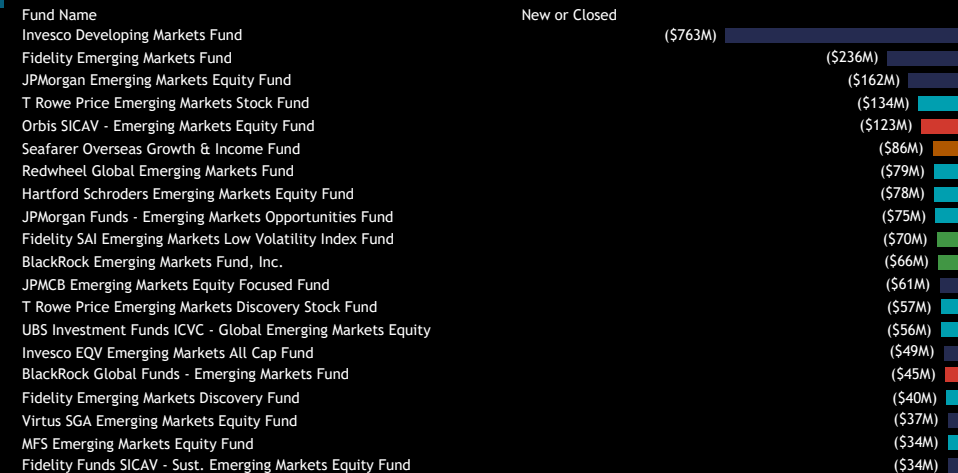 Fund Name New or Closed
Invesco Developing Markets Fund ($763M)
Fidelity Emerging Markets Fund ($236M)
JPMorgan Emerging Markets Equity Fund ($162M)
T Rowe Price Emerging Markets Stock Fund ($134M)
Orbis SICAV - Emerging Markets Equity Fund ($123M)
Seafarer Overseas Growth & Income Fund ($86M)
Redwheel Global Emerging Markets Fund ($79M)
Hartford Schroders Emerging Markets Equity Fund ($78M)
JPMorgan Funds - Emerging Markets Opportunities Fund ($75M)
Fidelity SAI Emerging Markets Low Volatility Index Fund ($70M)
BlackRock Emerging Markets Fund, Inc. ($66M)
JPMCB Emerging Markets Equity Focused Fund ($61M)
T Rowe Price Emerging Markets Discovery Stock Fund ($57M)
UBS Investment Funds ICVC - Global Emerging Markets Equity ($56M)
Invesco EQV Emerging Markets All Cap Fund ($49M)
BlackRock Global Funds - Emerging Markets Fund ($45M)
Fidelity Emerging Markets Discovery Fund ($40M)
Virtus SGA Emerging Markets Equity Fund ($37M)
MFS Emerging Markets Equity Fund ($34M)
Fidelity Funds SICAV - Sust. Emerging Markets Equity Fund ($34M)